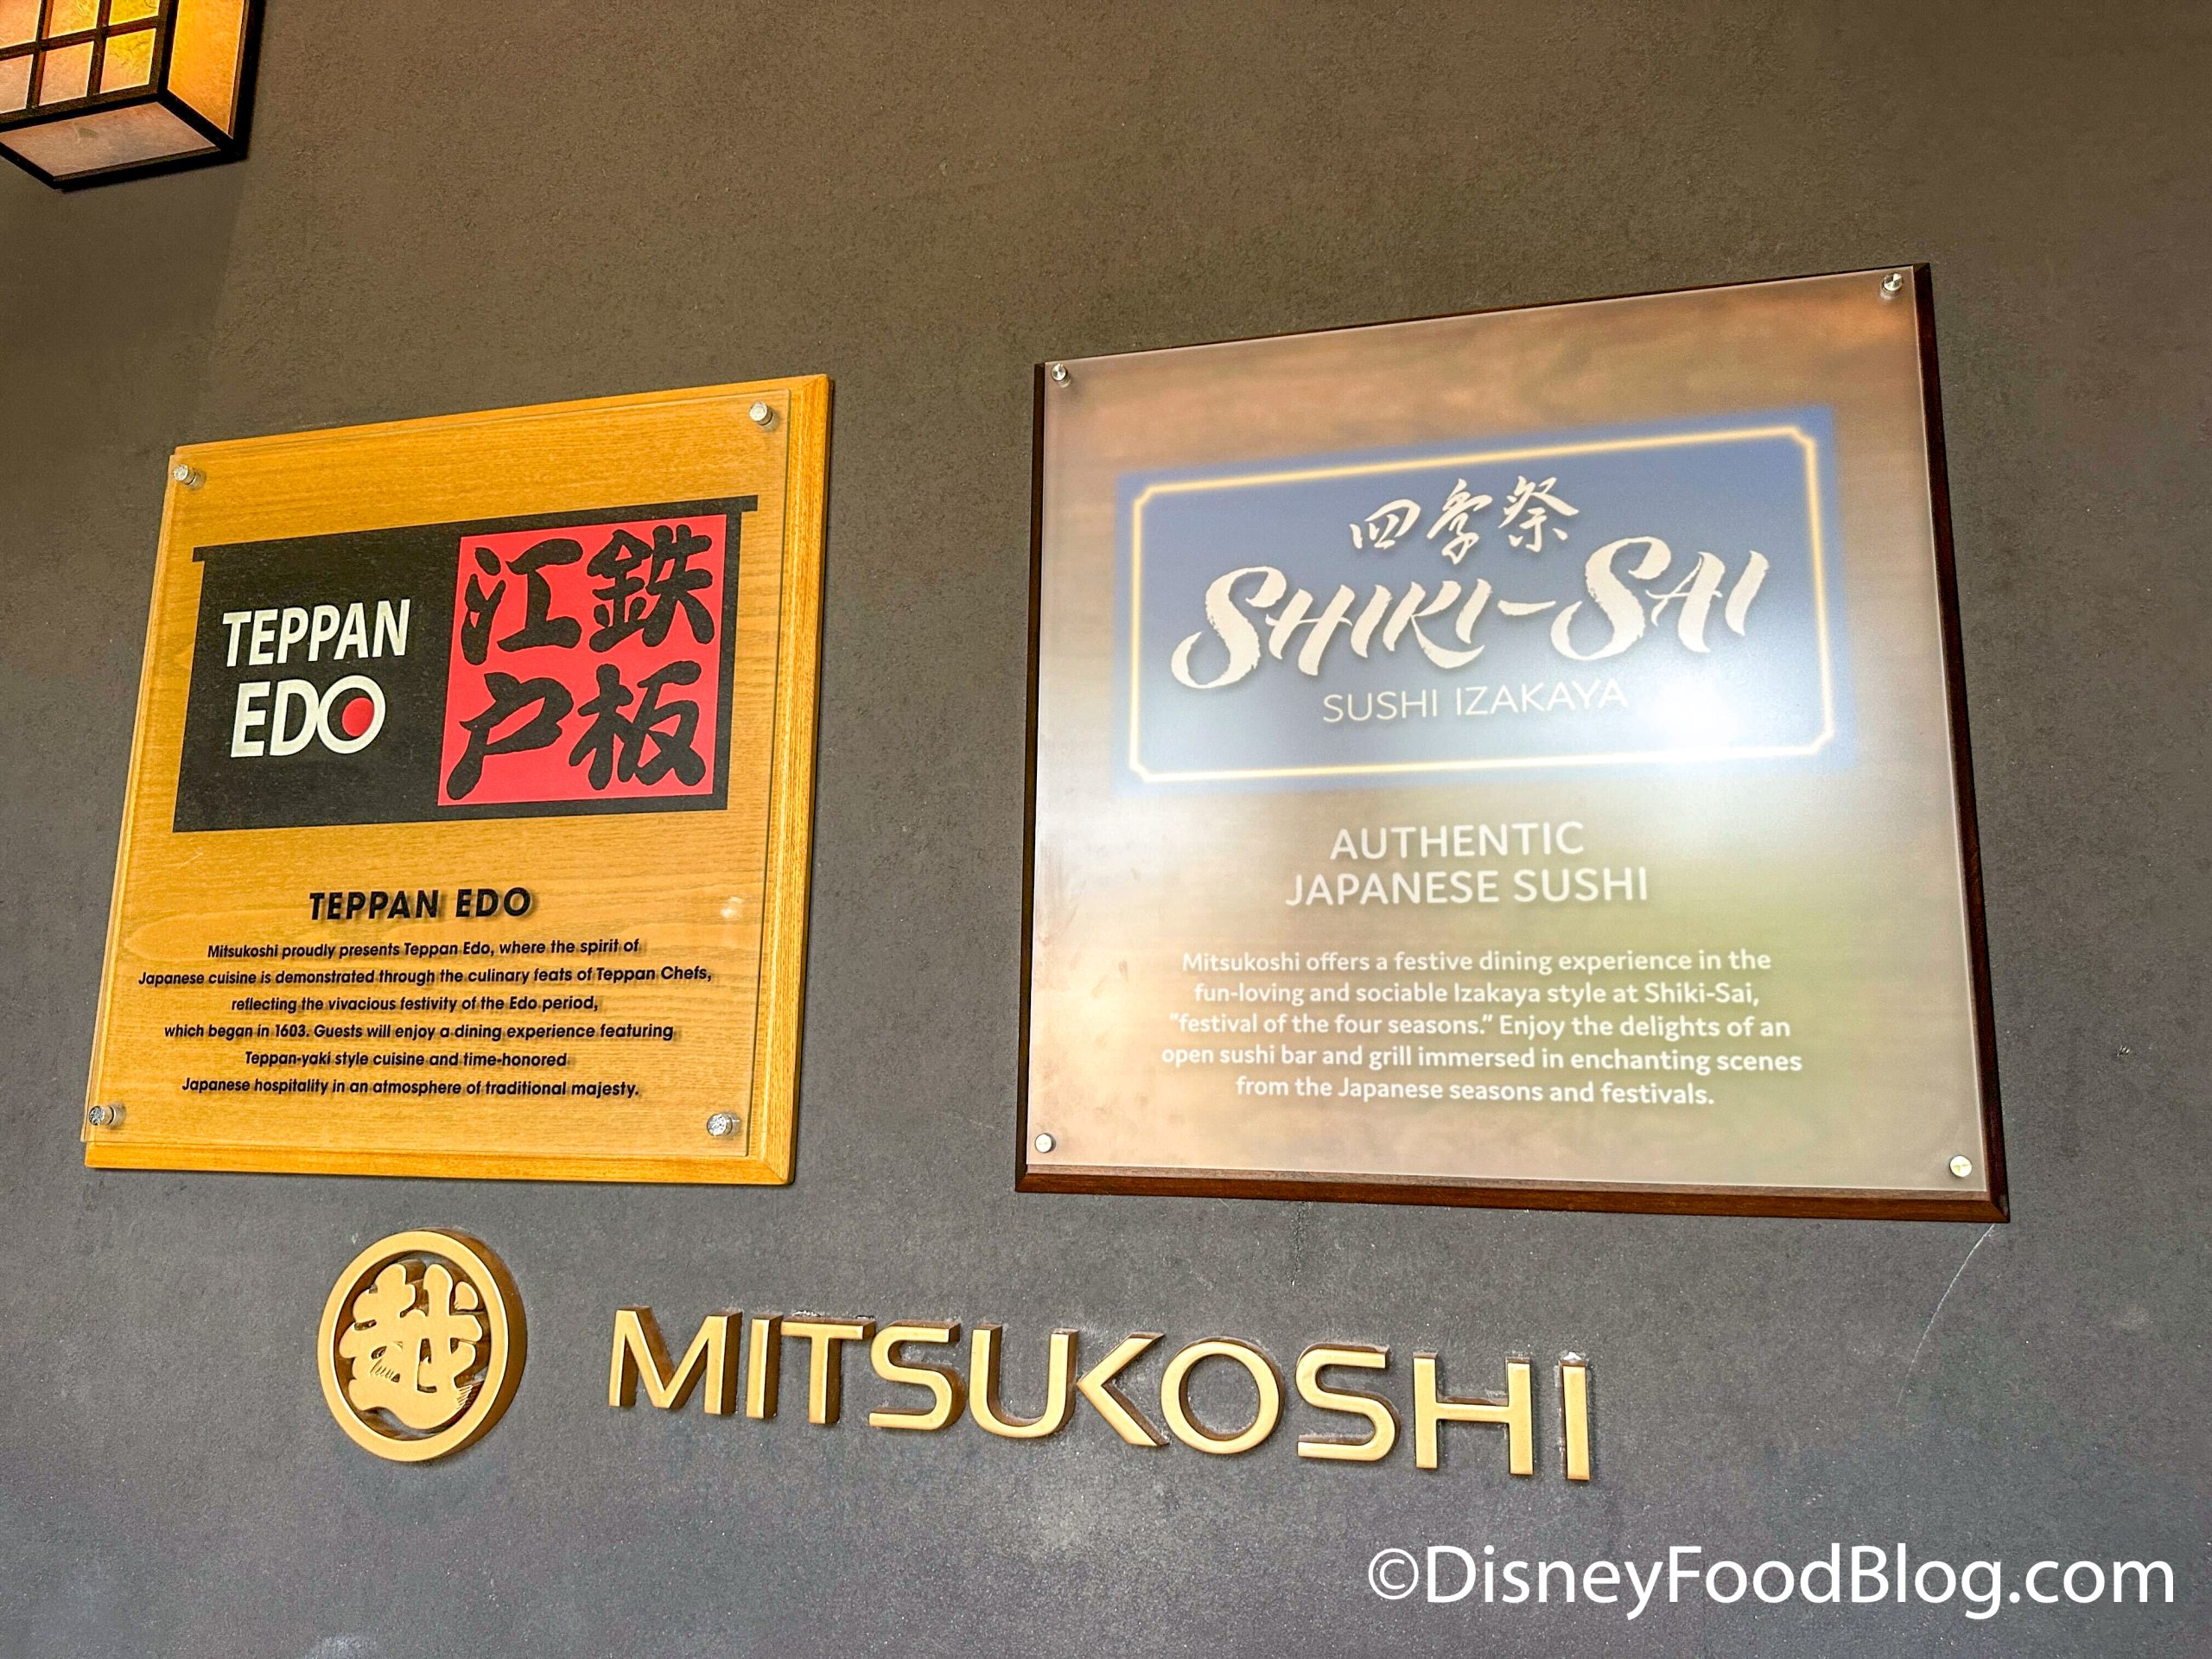 TEPPAN
EDO
鉄板
江戸
TEPPAN EDO
Mitsukoshi proudly presents Teppan Edo, where the spirit of
Japanese cuisine is demonstrated through the culinary feats of Teppan Chefs,
reflecting the vivacious festivity of the Edo period,
which began in 1603. Guests will enjoy a dining experience featuring
Teppan-yaki style cuisine and time-honored
Japanese hospitality in an atmosphere of traditional majesty.
四季祭
SHIKI-SAI
SUSHI IZAKAYA
AUTHENTIC
JAPANESE SUSHI
Mitsukoshi offers a festive dining experience in the
fun-loving and sociable Izakaya style at Shiki-Sai,
"festival of the four seasons." Enjoy the delights of an
open sushi bar and grill immersed in enchanting scenes
from the Japanese seasons and festivals.
越 MITSUKOSHI
©DisneyFoodBlog.com